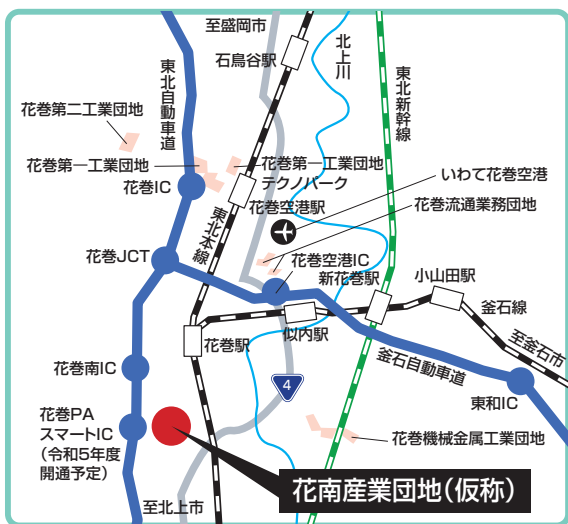 至盛岡市
石鳥谷駅
北上川
東北自動車道
東北新幹線
花巻第二工業団地
花巻第一工業団地
花巻第一工業団地
テクノパーク
花巻IC
いわて花巻空港
花巻空港駅
花巻流通業務団地
東北本線
花巻JCT
花巻空港IC
新花巻駅
小山田駅
釜石線
似内駅
花巻駅
至釜石市
釜石自動車道
花巻南IC
4
東和IC
花巻PA
スマートIC
(令和5年度
開通予定)
花巻機械金属工業団地
花南産業団地(仮称)
至北上市